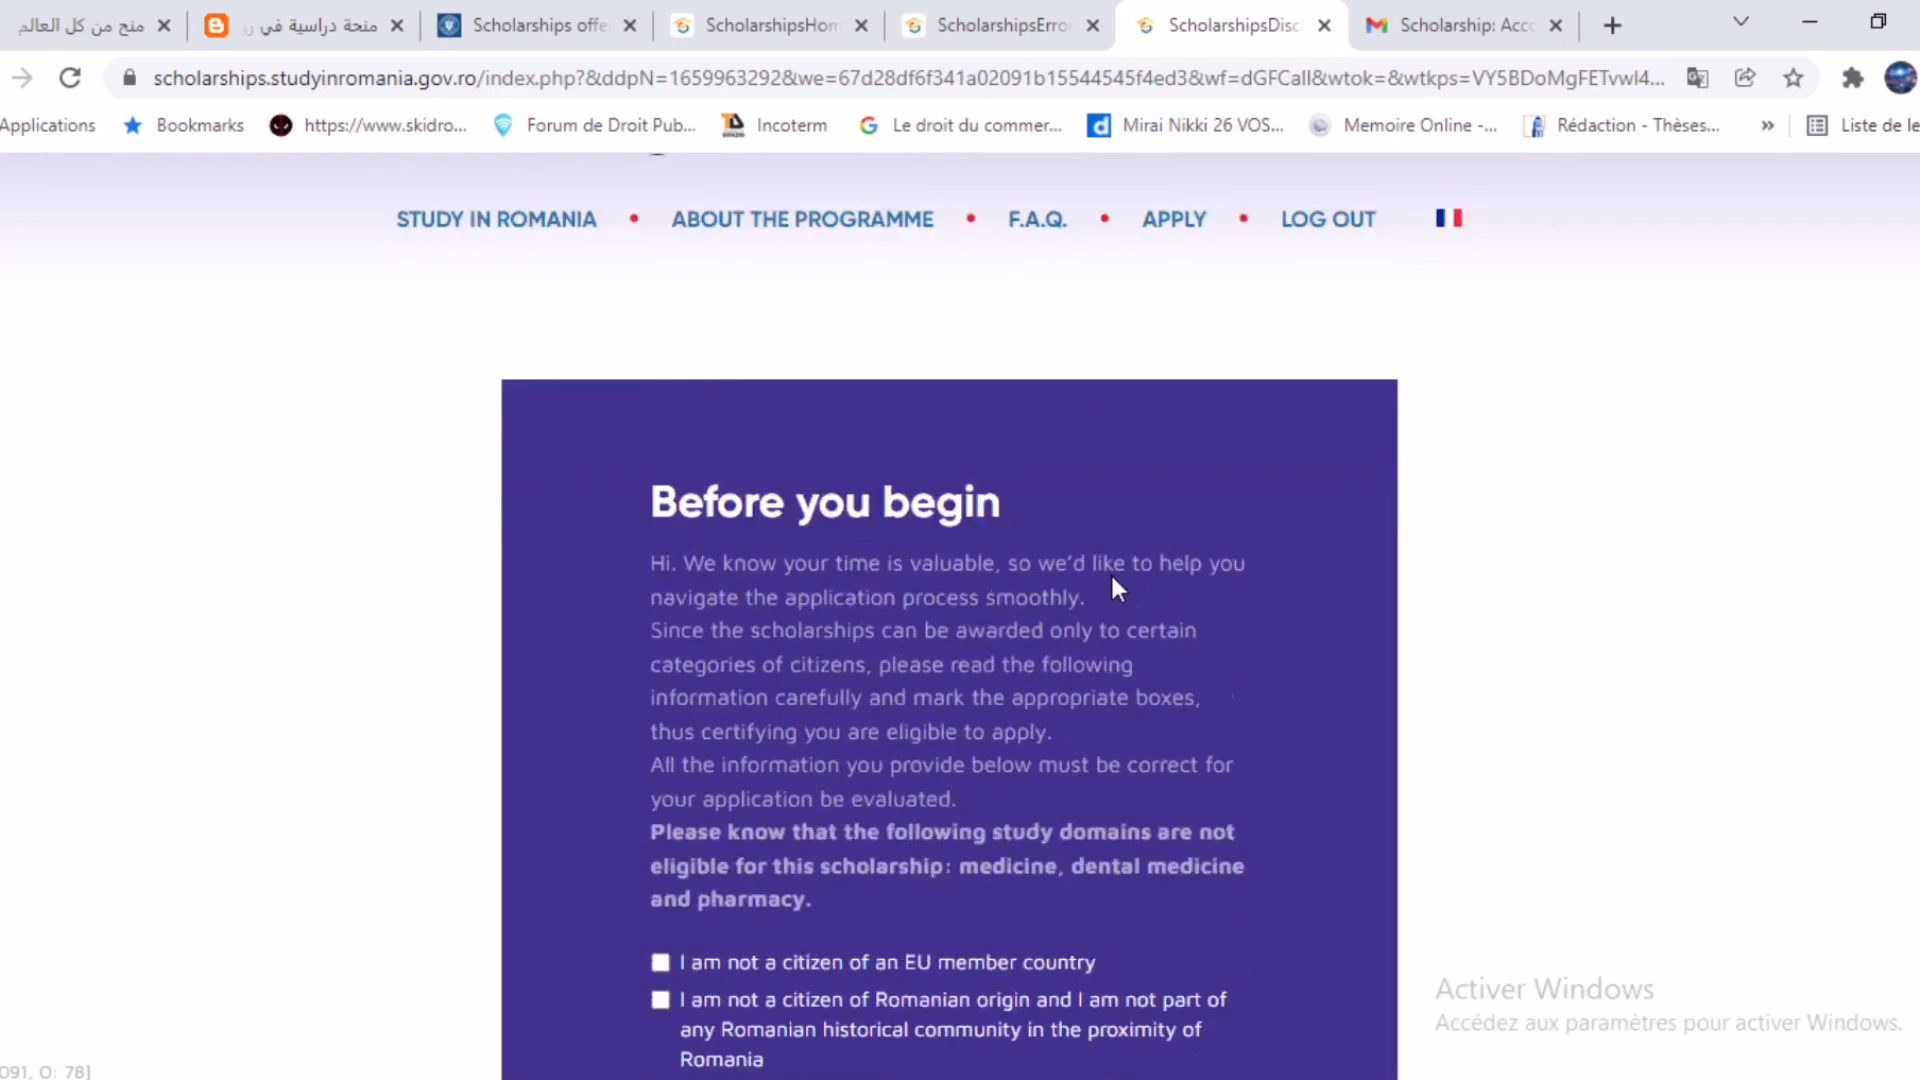 منح من كل العالم
منحة دراسية في رو
Scholarships offe
ScholarshipsHom
ScholarshipsErro
ScholarshipsDisc
Scholarship: Acco
scholarships.studyinromania.gov.ro/index.php?&ddpN=1659963292&we=67d28df6f341a02091b15544545f4ed3&wf=dGFCall&wtok=&wtkps=VY5BDoMgFETvwI4...
Applications
Bookmarks
https://www.skidro...
Forum de Droit Pub...
Incoterm
Le droit du commer...
Mirai Nikki 26 VOS...
Memoire Online -...
Rédaction - Thèses...
»
Liste de le
STUDY IN ROMANIA • ABOUT THE PROGRAMME • F.A.Q. • APPLY • LOG OUT
Before you begin
Hi. We know your time is valuable, so we'd like to help you
navigate the application process smoothly.
Since the scholarships can be awarded only to certain
categories of citizens, please read the following
information carefully and mark the appropriate boxes,
thus certifying you are eligible to apply.
All the information you provide below must be correct for
your application be evaluated.
Please know that the following study domains are not
eligible for this scholarship: medicine, dental medicine
and pharmacy.
I am not a citizen of an EU member country
I am not a citizen of Romanian origin and I am not part of
any Romanian historical community in the proximity of
Romania
Activer Windows
Accédez aux paramètres pour activer Windows.
091, O: 78]